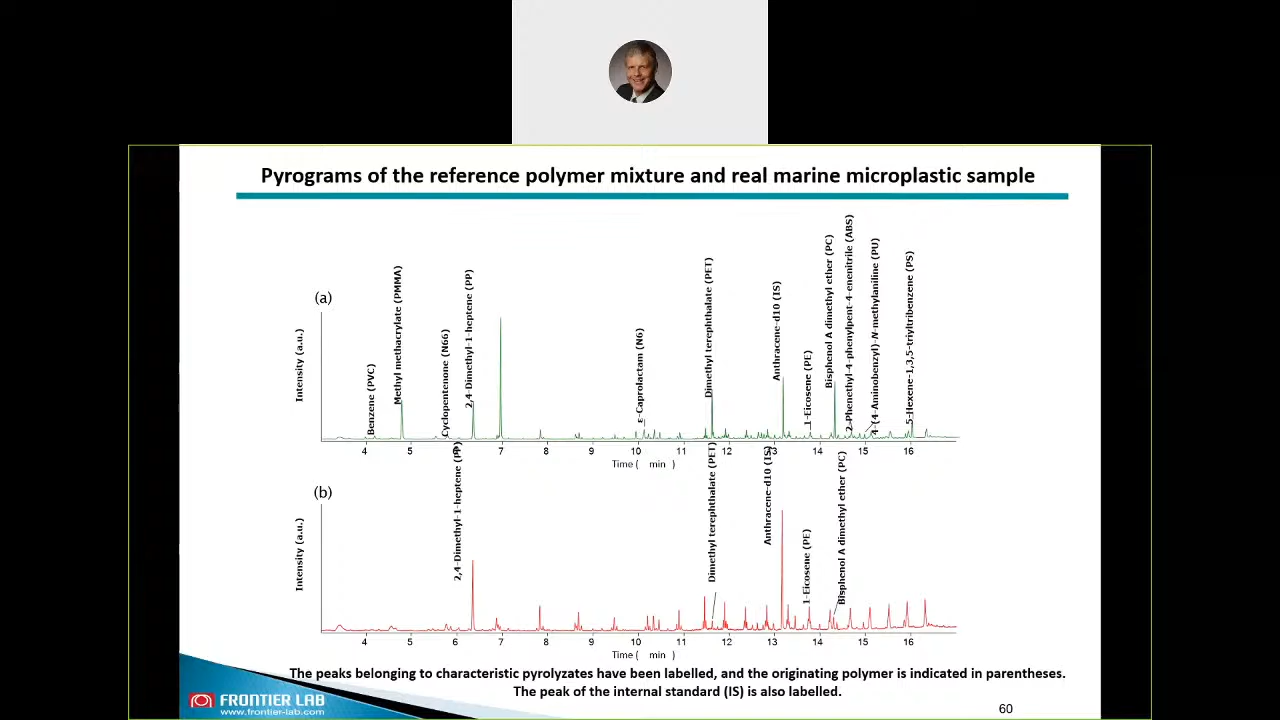 Pyrograms of the reference polymer mixture and real marine microplastic sample
(a)
Intensity (a.u.)
Benzene (PVC)
Methyl methacrylate (PMMA)
Cyclopentenone (N66)
2,4-Dimethyl-1-heptene (PP)
ε-Caprolactam (N6)
Dimethyl terephthalate (PET)
Anthracene-d10 (IS)
1-Eicosene (PE)
Bisphenol A dimethyl ether (PC)
2-Phenethyl-4-phenylpent-4-enenitrile (ABS)
4-(4-Aminobenzyl)-N-methylaniline (PU)
5-Hexene-1,3,5-triyltribenzene (PS)
4 5 6 7 8 9 10 11 12 13 14 15 16
Time ( min )
(b)
Intensity (a.u.)
2,4-Dimethyl-1-heptene (PP)
Dimethyl terephthalate (PET)
Anthracene-d10 (IS)
1-Eicosene (PE)
Bisphenol A dimethyl ether (PC)
4 5 6 7 8 9 10 11 12 13 14 15 16
Time ( min )
The peaks belonging to characteristic pyrolyzates have been labelled, and the originating polymer is indicated in parentheses.
The peak of the internal standard (IS) is also labelled.
FRONTIER LAB
www.frontier-lab.com
60